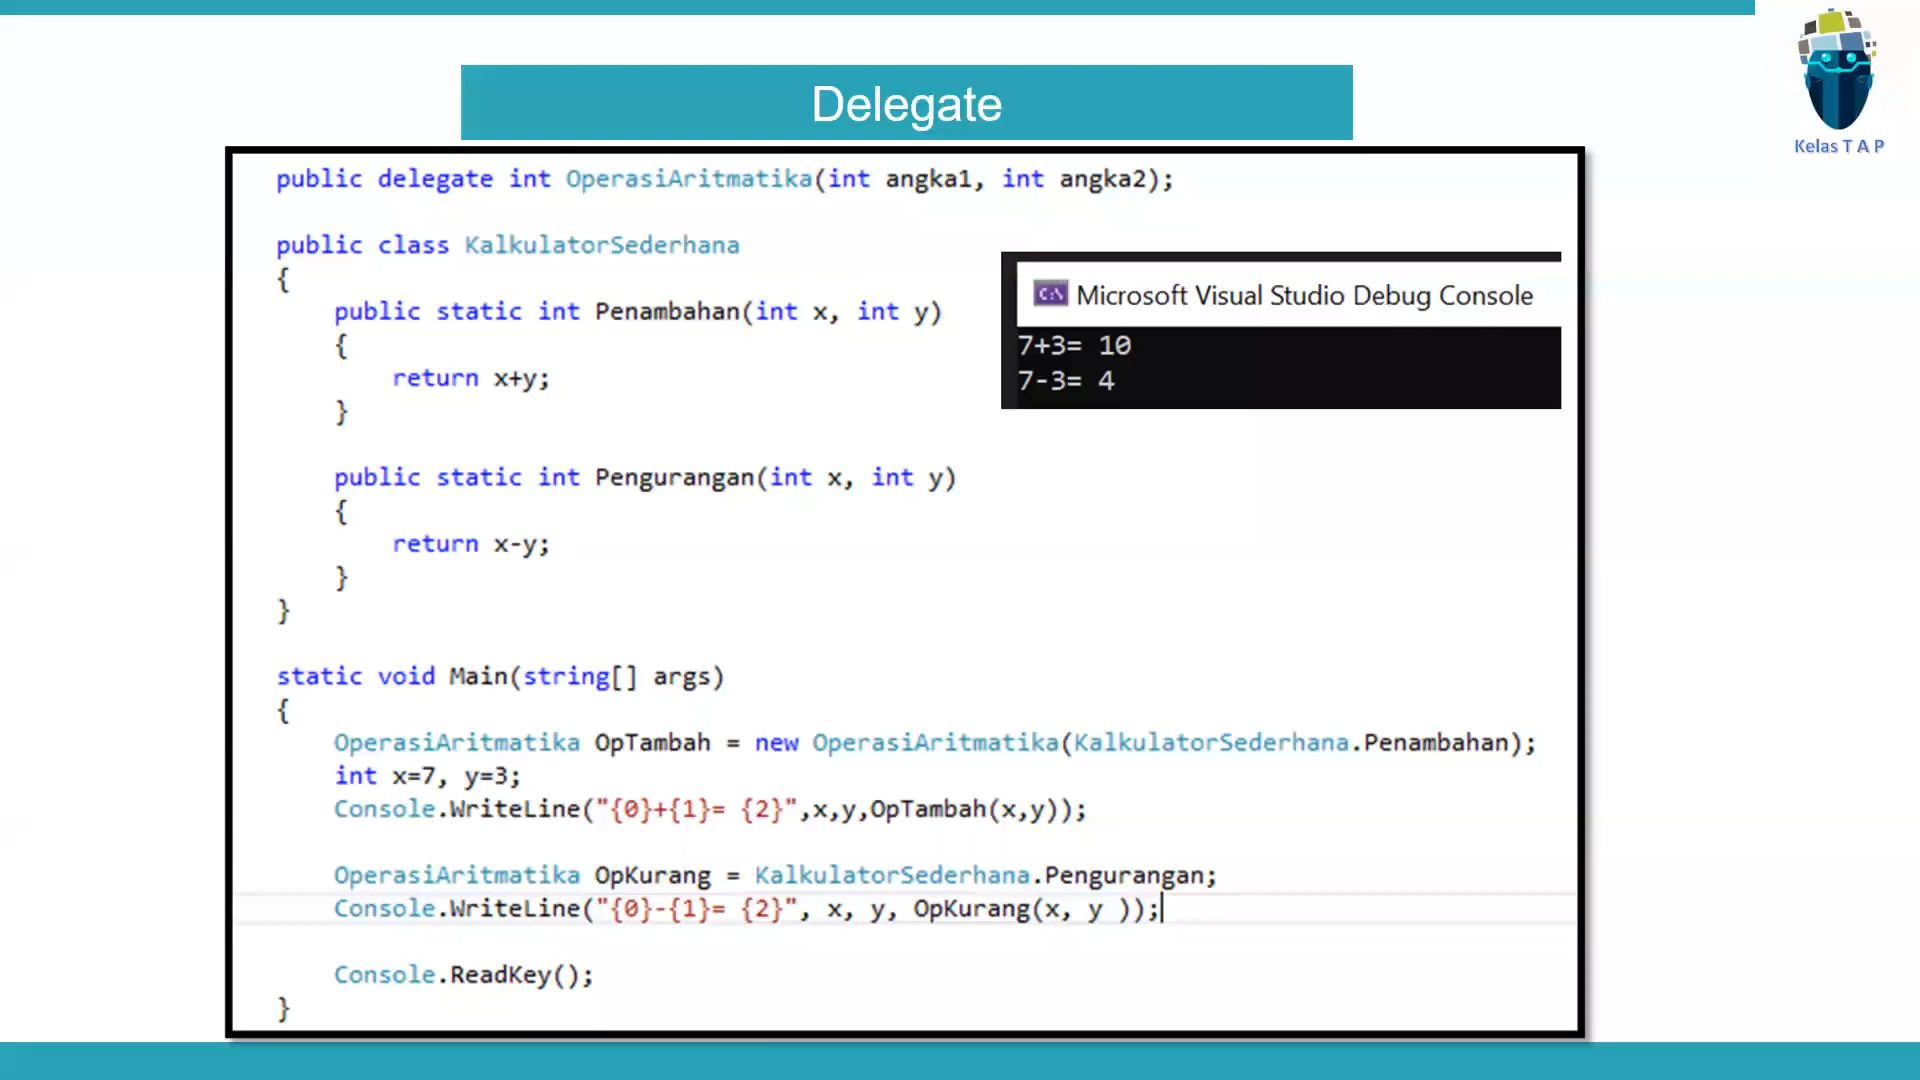 Delegate
Kelas T A P
public delegate int OperasiAritmatika(int angka1, int angka2);
public class KalkulatorSederhana
{
public static int Penambahan(int x, int y)
{
return x+y;
}
public static int Pengurangan(int x, int y)
{
return x-y;
}
}
static void Main(string[] args)
{
OperasiAritmatika OpTambah = new OperasiAritmatika(KalkulatorSederhana.Penambahan);
int x=7, y=3;
Console.WriteLine("{0}+{1}= {2}",x,y,OpTambah(x,y));
OperasiAritmatika OpKurang = KalkulatorSederhana.Pengurangan;
Console.WriteLine("{0}-{1}= {2}", x, y, OpKurang(x, y ));
Console.ReadKey();
}
C:\ Microsoft Visual Studio Debug Console
7+3= 10
7-3= 4